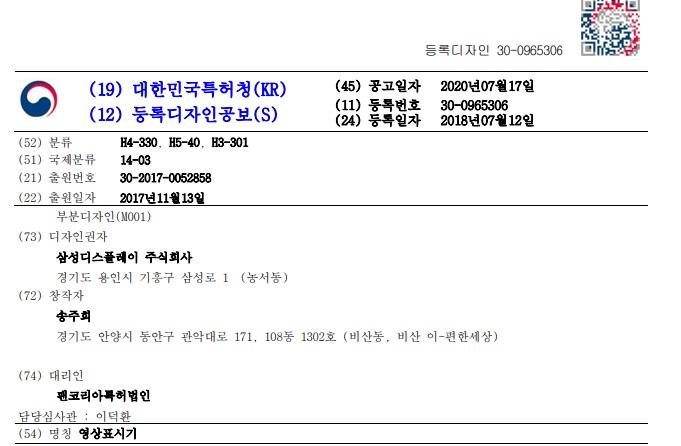 등록디자인 30-0965306
(19) 대한민국특허청(KR)
(12) 등록디자인공보(S)
(45) 공고일자 2020년07월17일
(11) 등록번호 30-0965306
(24) 등록일자 2018년07월12일
(52) 분류 H4-330, H5-40, H3-301
(51) 국제분류 14-03
(21) 출원번호 30-2017-0052858
(22) 출원일자 2017년11월13일
부분디자인(M001)
(73) 디자인권자
삼성디스플레이 주식회사
경기도 용인시 기흥구 삼성로 1 (농서동)
(72) 창작자
송주희
경기도 안양시 동안구 관악대로 171, 108동 1302호 (비산동, 비산 이-편한세상)
(74) 대리인
팬코리아특허법인
담당심사관 : 이덕환
(54) 명칭 영상표시기